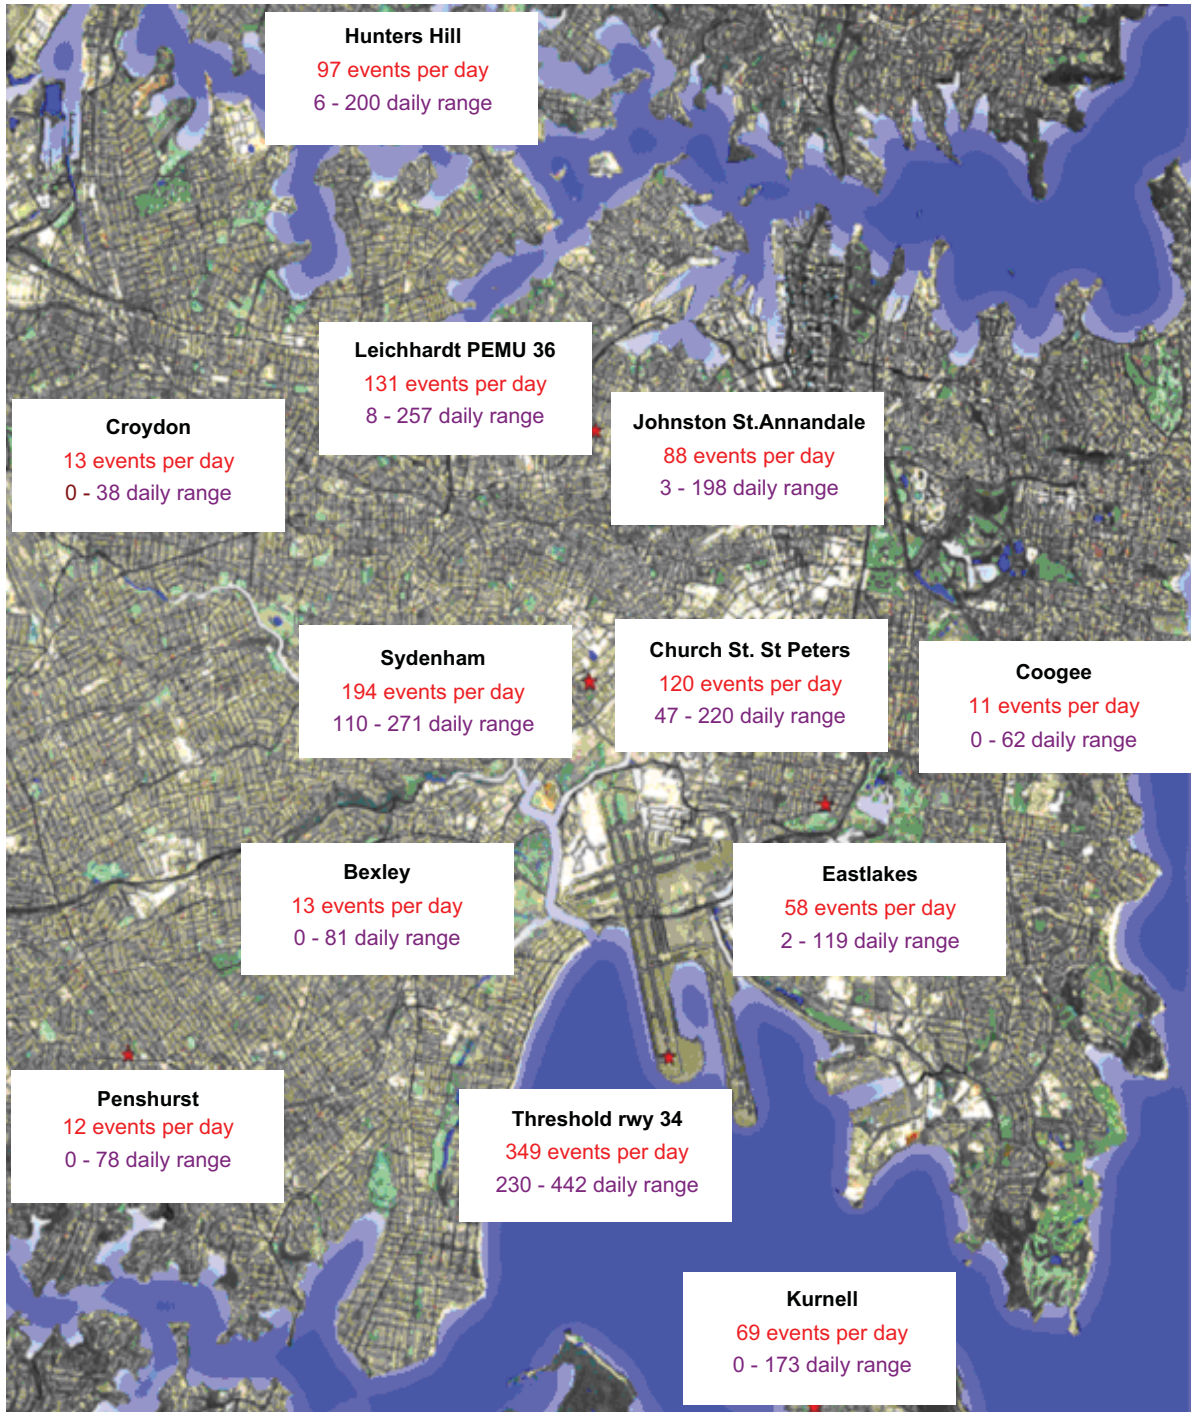 Hunters Hill
97 events per day
6 - 200 daily range
Leichhardt PEMU 36
131 events per day
8 - 257 daily range
Croydon
13 events per day
0 - 38 daily range
Johnston St.Annandale
88 events per day
3 - 198 daily range
Sydenham
194 events per day
110 - 271 daily range
Church St. St Peters
120 events per day
47 - 220 daily range
Coogee
11 events per day
0 - 62 daily range
Bexley
13 events per day
0 - 81 daily range
Eastlakes
58 events per day
2 - 119 daily range
Penshurst
12 events per day
0 - 78 daily range
Threshold rwy 34
349 events per day
230 - 442 daily range
Kurnell
69 events per day
0 - 173 daily range